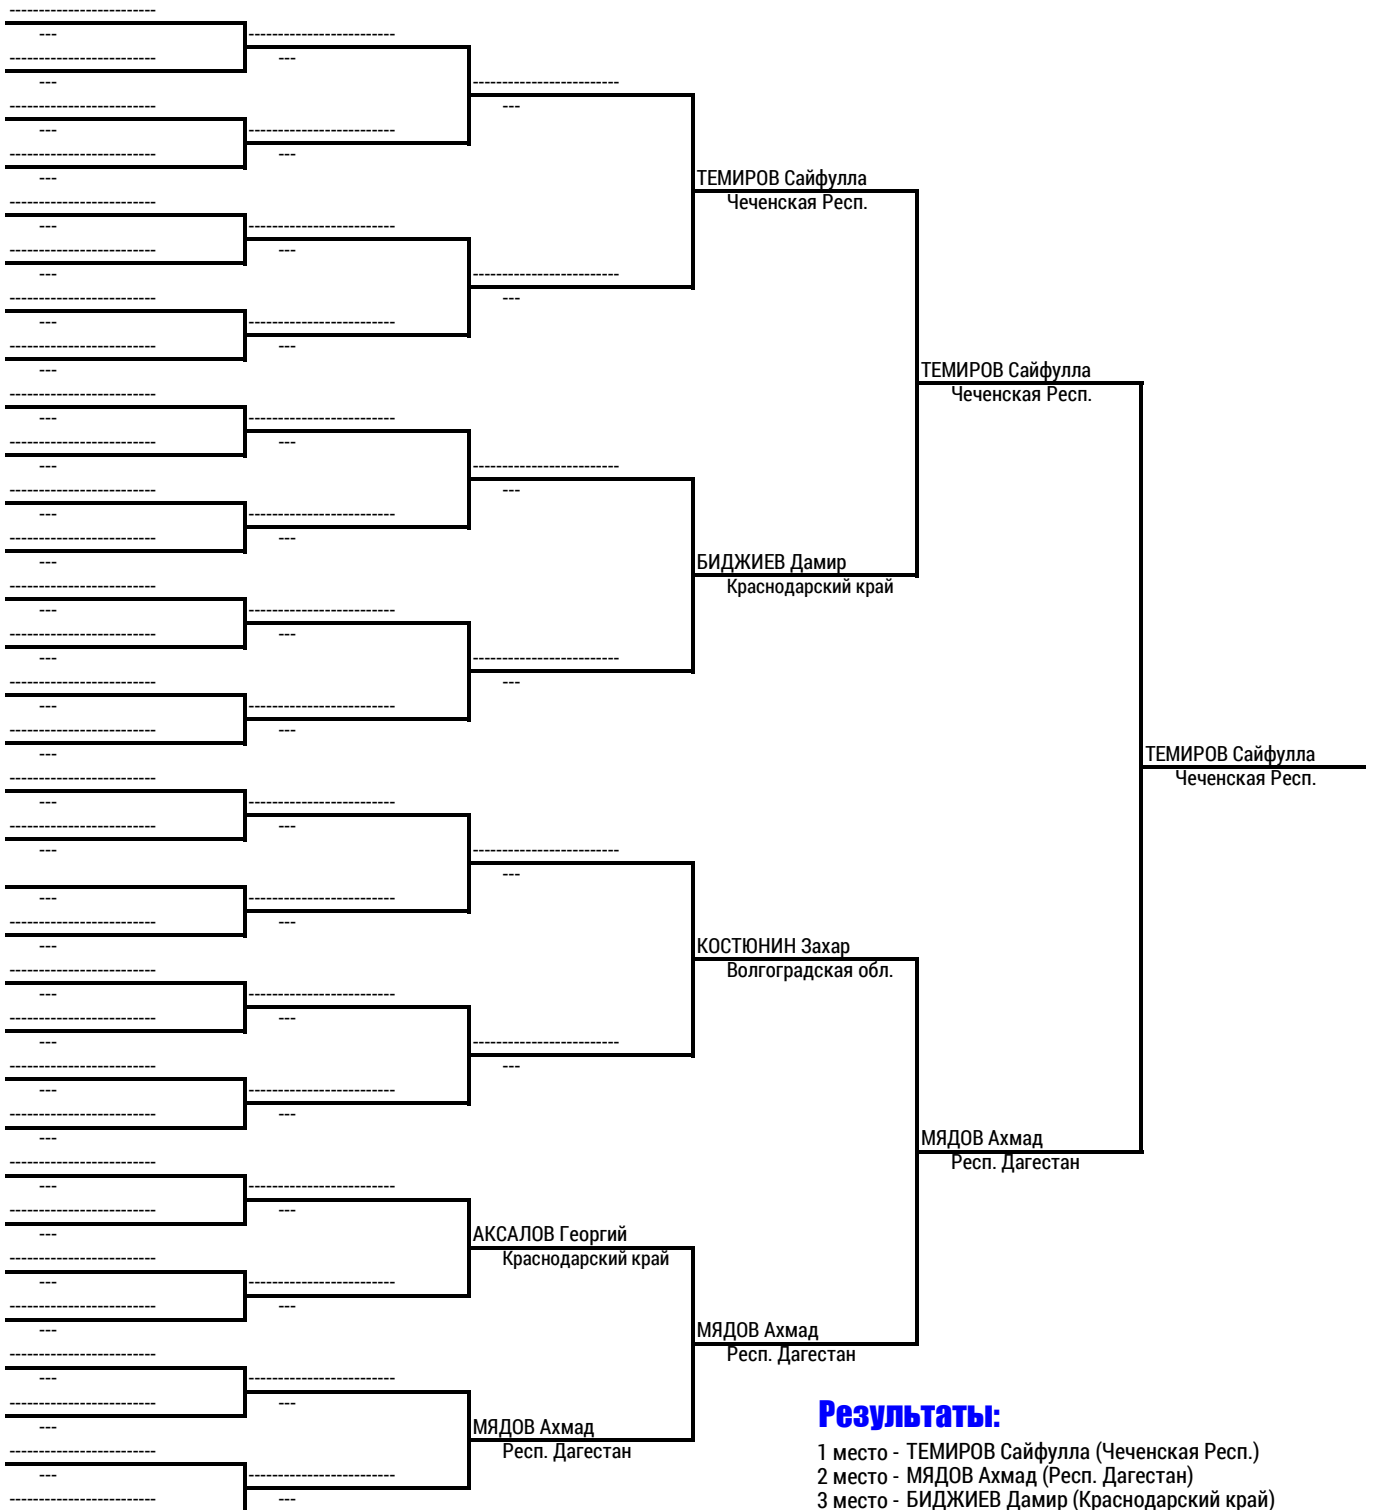 ТЕМИРОВ Сайфулла
Чеченская Респ.
ТЕМИРОВ Сайфулла
Чеченская Респ.
БИДЖИЕВ Дамир
Краснодарский край
ТЕМИРОВ Сайфулла
Чеченская Респ.
КОСТЮНИН Захар
Волгоградская обл.
МЯДОВ Ахмад
Респ. Дагестан
АКСАЛОВ Георгий
Краснодарский край
МЯДОВ Ахмад
Респ. Дагестан
МЯДОВ Ахмад
Респ. Дагестан
Результаты:
1 место - ТЕМИРОВ Сайфулла (Чеченская Респ.)
2 место - МЯДОВ Ахмад (Респ. Дагестан)
3 место - БИДЖИЕВ Дамир (Краснодарский край)